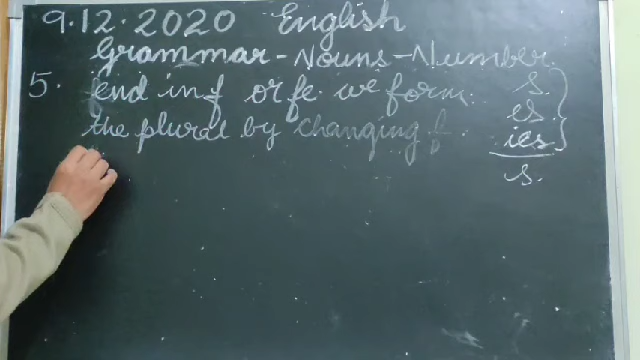 9.12.2020 English
Grammar - Nouns - Number
5. end in f or fe we form
the plural by changing f
s
es
ies
s.